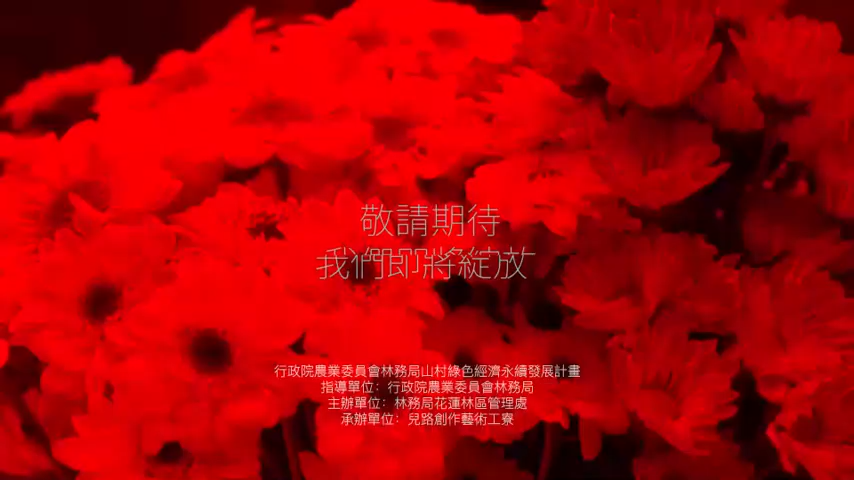 敬請期待
我們即將綻放
行政院農業委員會林務局山村綠色經濟永續發展計畫
指導單位：行政院農業委員會林務局
主辦單位：林務局花蓮林區管理處
承辦單位：兒路創作藝術工寮